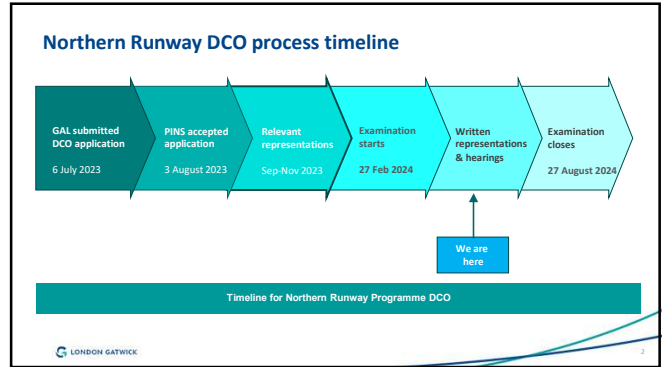 Northern Runway DCO process timeline
GAL submitted
DCO application
6 July 2023
PINS accepted
application
3 August 2023
Relevant
representations
Sep-Nov 2023
Examination
starts
27 Feb 2024
Written
representations
& hearings
Examination
closes
27 August 2024
We are
here
Timeline for Northern Runway Programme DCO
LONDON GATWICK
2